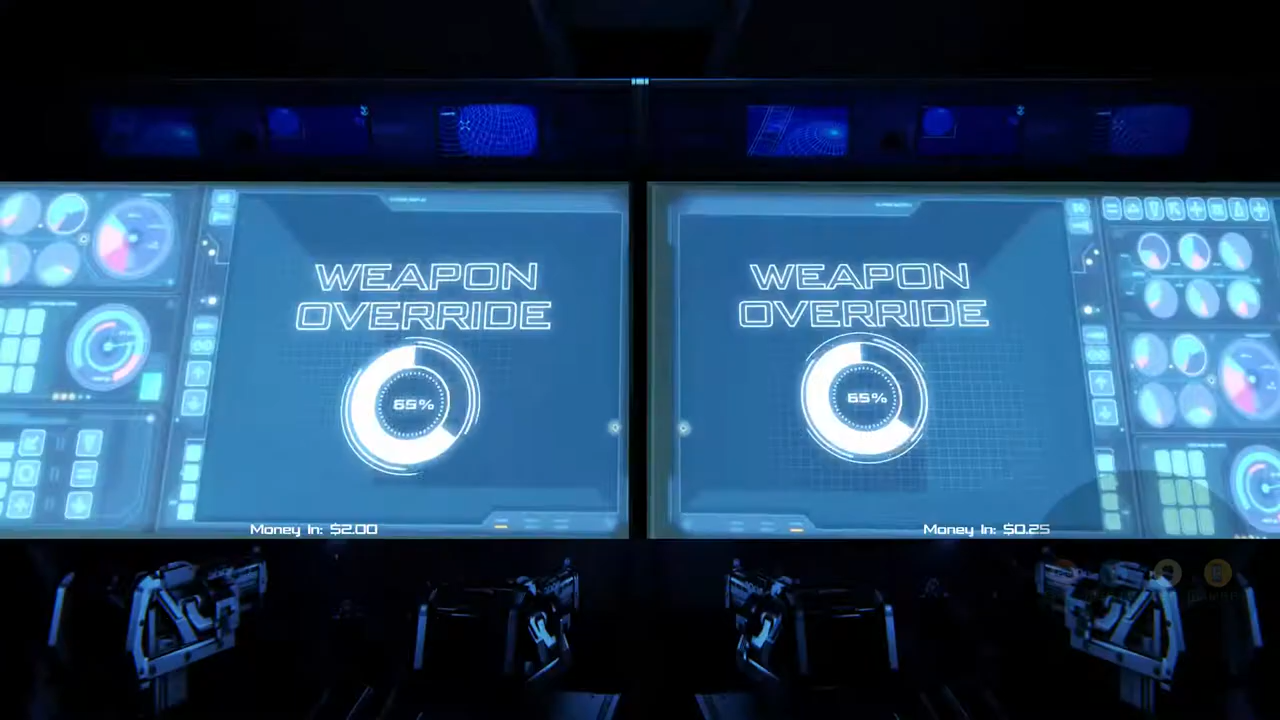 WEAPON
OVERRIDE
65%
Money In: $2.00
WEAPON
OVERRIDE
65%
Money In: $0.25